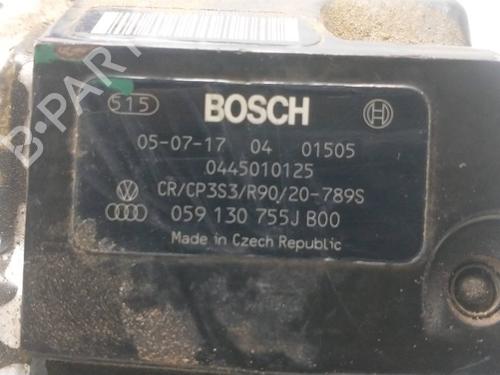 515 BOSCH
05-07-17 04 01505
0445010125
CR/CP3S3/R90/20-789S
059 130 755J B00
Made in Czech Republic
B-PART